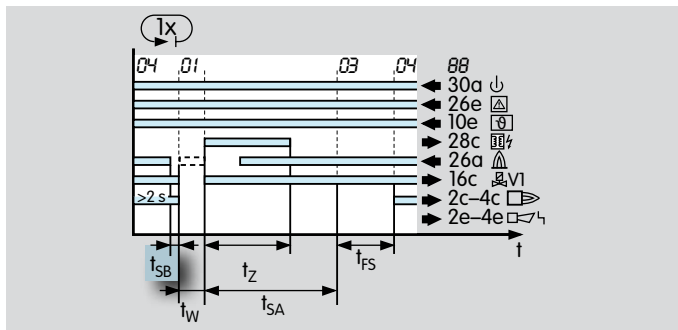 1x
04 01 03 04 88
30a
26e
10e ϑ
28c
26a
16c V1
>2 s 2c–4c
2e–4e
t
tSB tZ tFS
tW tSA